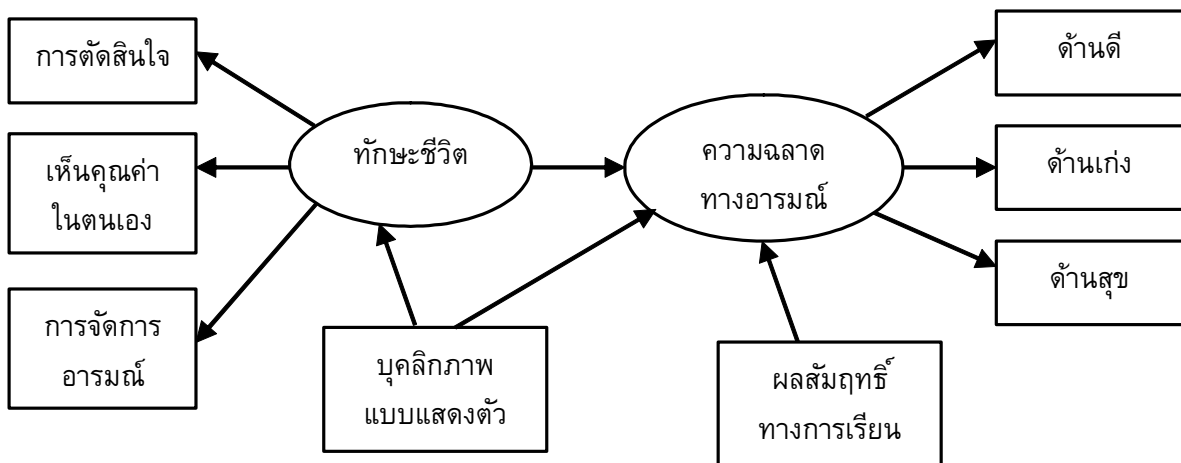 การตัดสินใจ
เห็นคุณค่า
ในตนเอง
การจัดการ
อารมณ์
ทักษะชีวิต
บุคลิกภาพ
แบบแสดงตัว
ความฉลาด
ทางอารมณ์
ผลสัมฤทธิ์
ทางการเรียน
ด้านดี
ด้านเก่ง
ด้านสุข